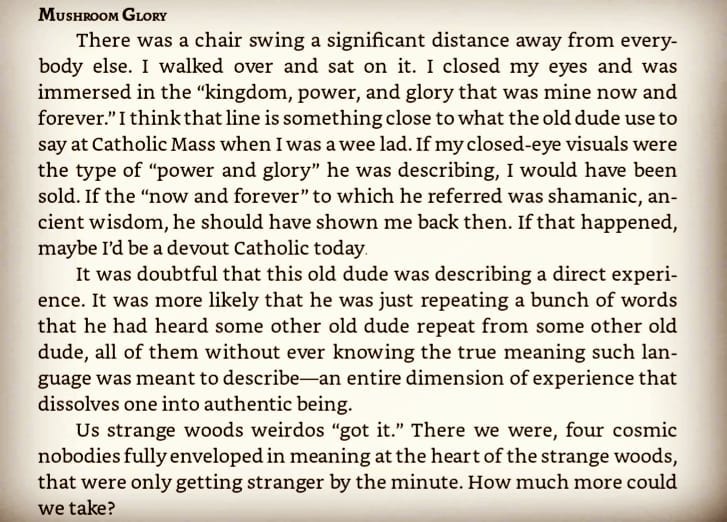 Mushroom Glory
There was a chair swing a significant distance away from every-
body else. I walked over and sat on it. I closed my eyes and was
immersed in the “kingdom, power, and glory that was mine now and
forever.” I think that line is something close to what the old dude use to
say at Catholic Mass when I was a wee lad. If my closed-eye visuals were
the type of “power and glory” he was describing, I would have been
sold. If the “now and forever” to which he referred was shamanic, an-
cient wisdom, he should have shown me back then. If that happened,
maybe I’d be a devout Catholic today.
It was doubtful that this old dude was describing a direct experi-
ence. It was more likely that he was just repeating a bunch of words
that he had heard some other old dude repeat from some other old
dude, all of them without ever knowing the true meaning such lan-
guage was meant to describe—an entire dimension of experience that
dissolves one into authentic being.
Us strange woods weirdos “got it.” There we were, four cosmic
nobodies fully enveloped in meaning at the heart of the strange woods,
that were only getting stranger by the minute. How much more could
we take?